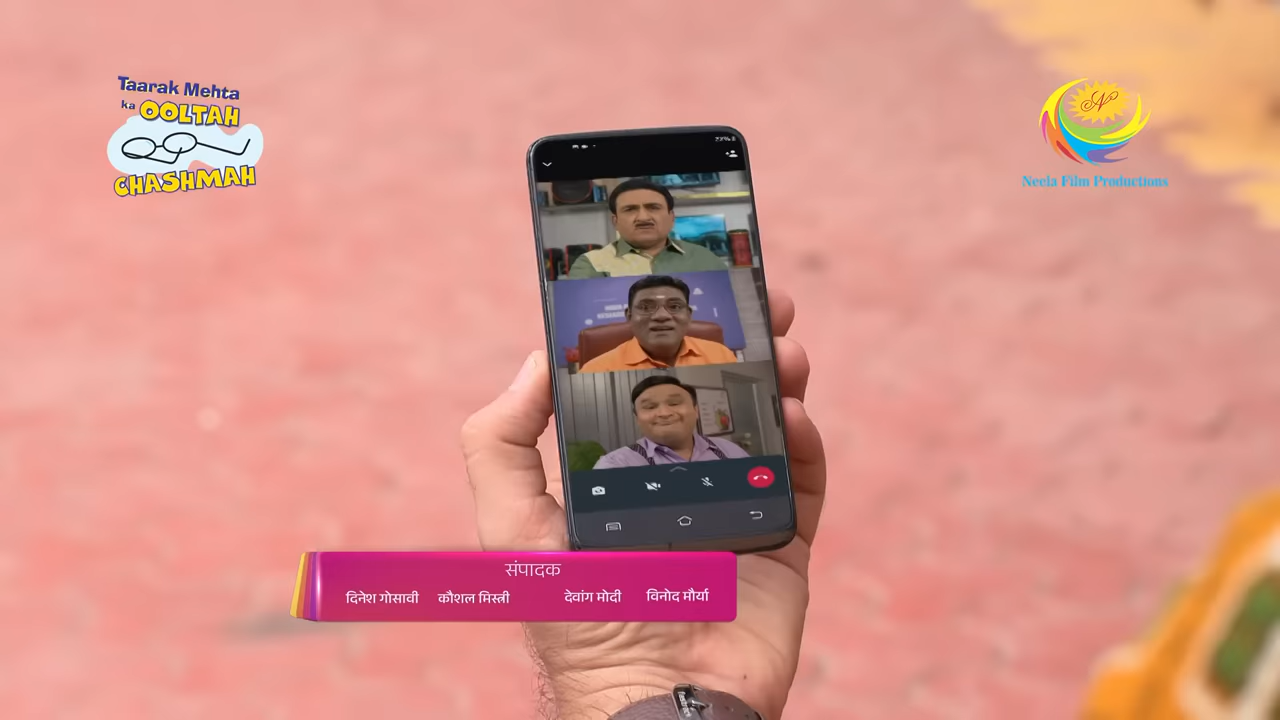 Taarak Mehta
ka OOLTAH
CHASHMAH
Neela Film Productions
संपादक
दिनेश गोसावी कौशल मिस्त्री देवांग मोदी विनोद मौर्या